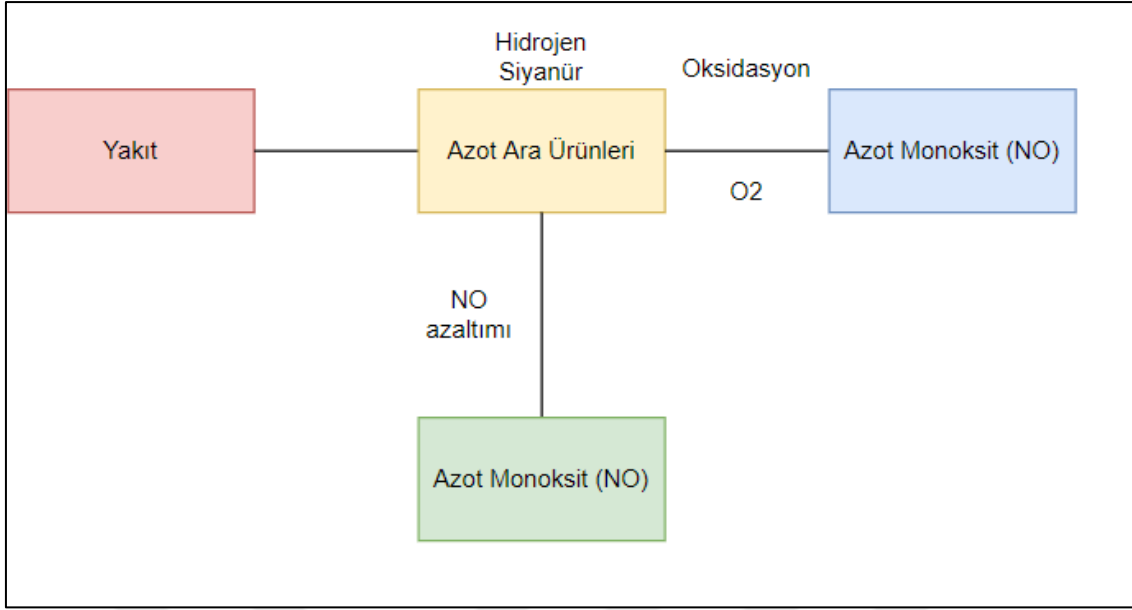 Hidrojen
Siyanür
Oksidasyon
Yakıt
Azot Ara Ürünleri
Azot Monoksit (NO)
O2
NO
azaltımı
Azot Monoksit (NO)